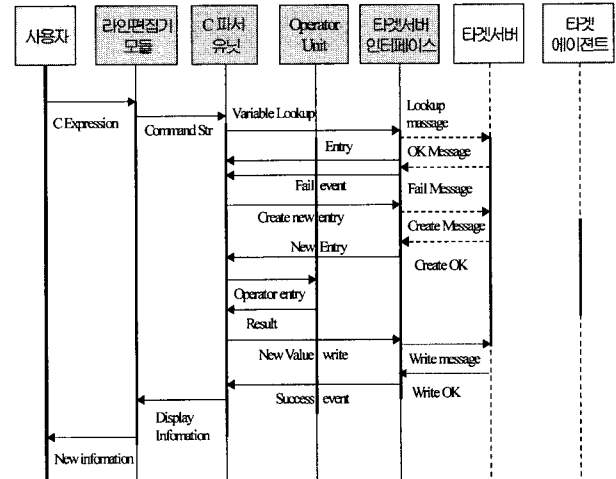 사용자
라인편집기
모듈
C 파서
유닛
Operator
Unit
타겟서버
인터페이스
타겟서버
타겟
에이젼트
C Expression
Command Str
Variable Lookup
Lookup
massage
Entry
OK Message
Fail event
Fail Message
Create new entry
Create Message
New Entry
Create OK
Operator entry
Result
New Value write
Write message
Success event
Write OK
Display
Infomation
New infomation